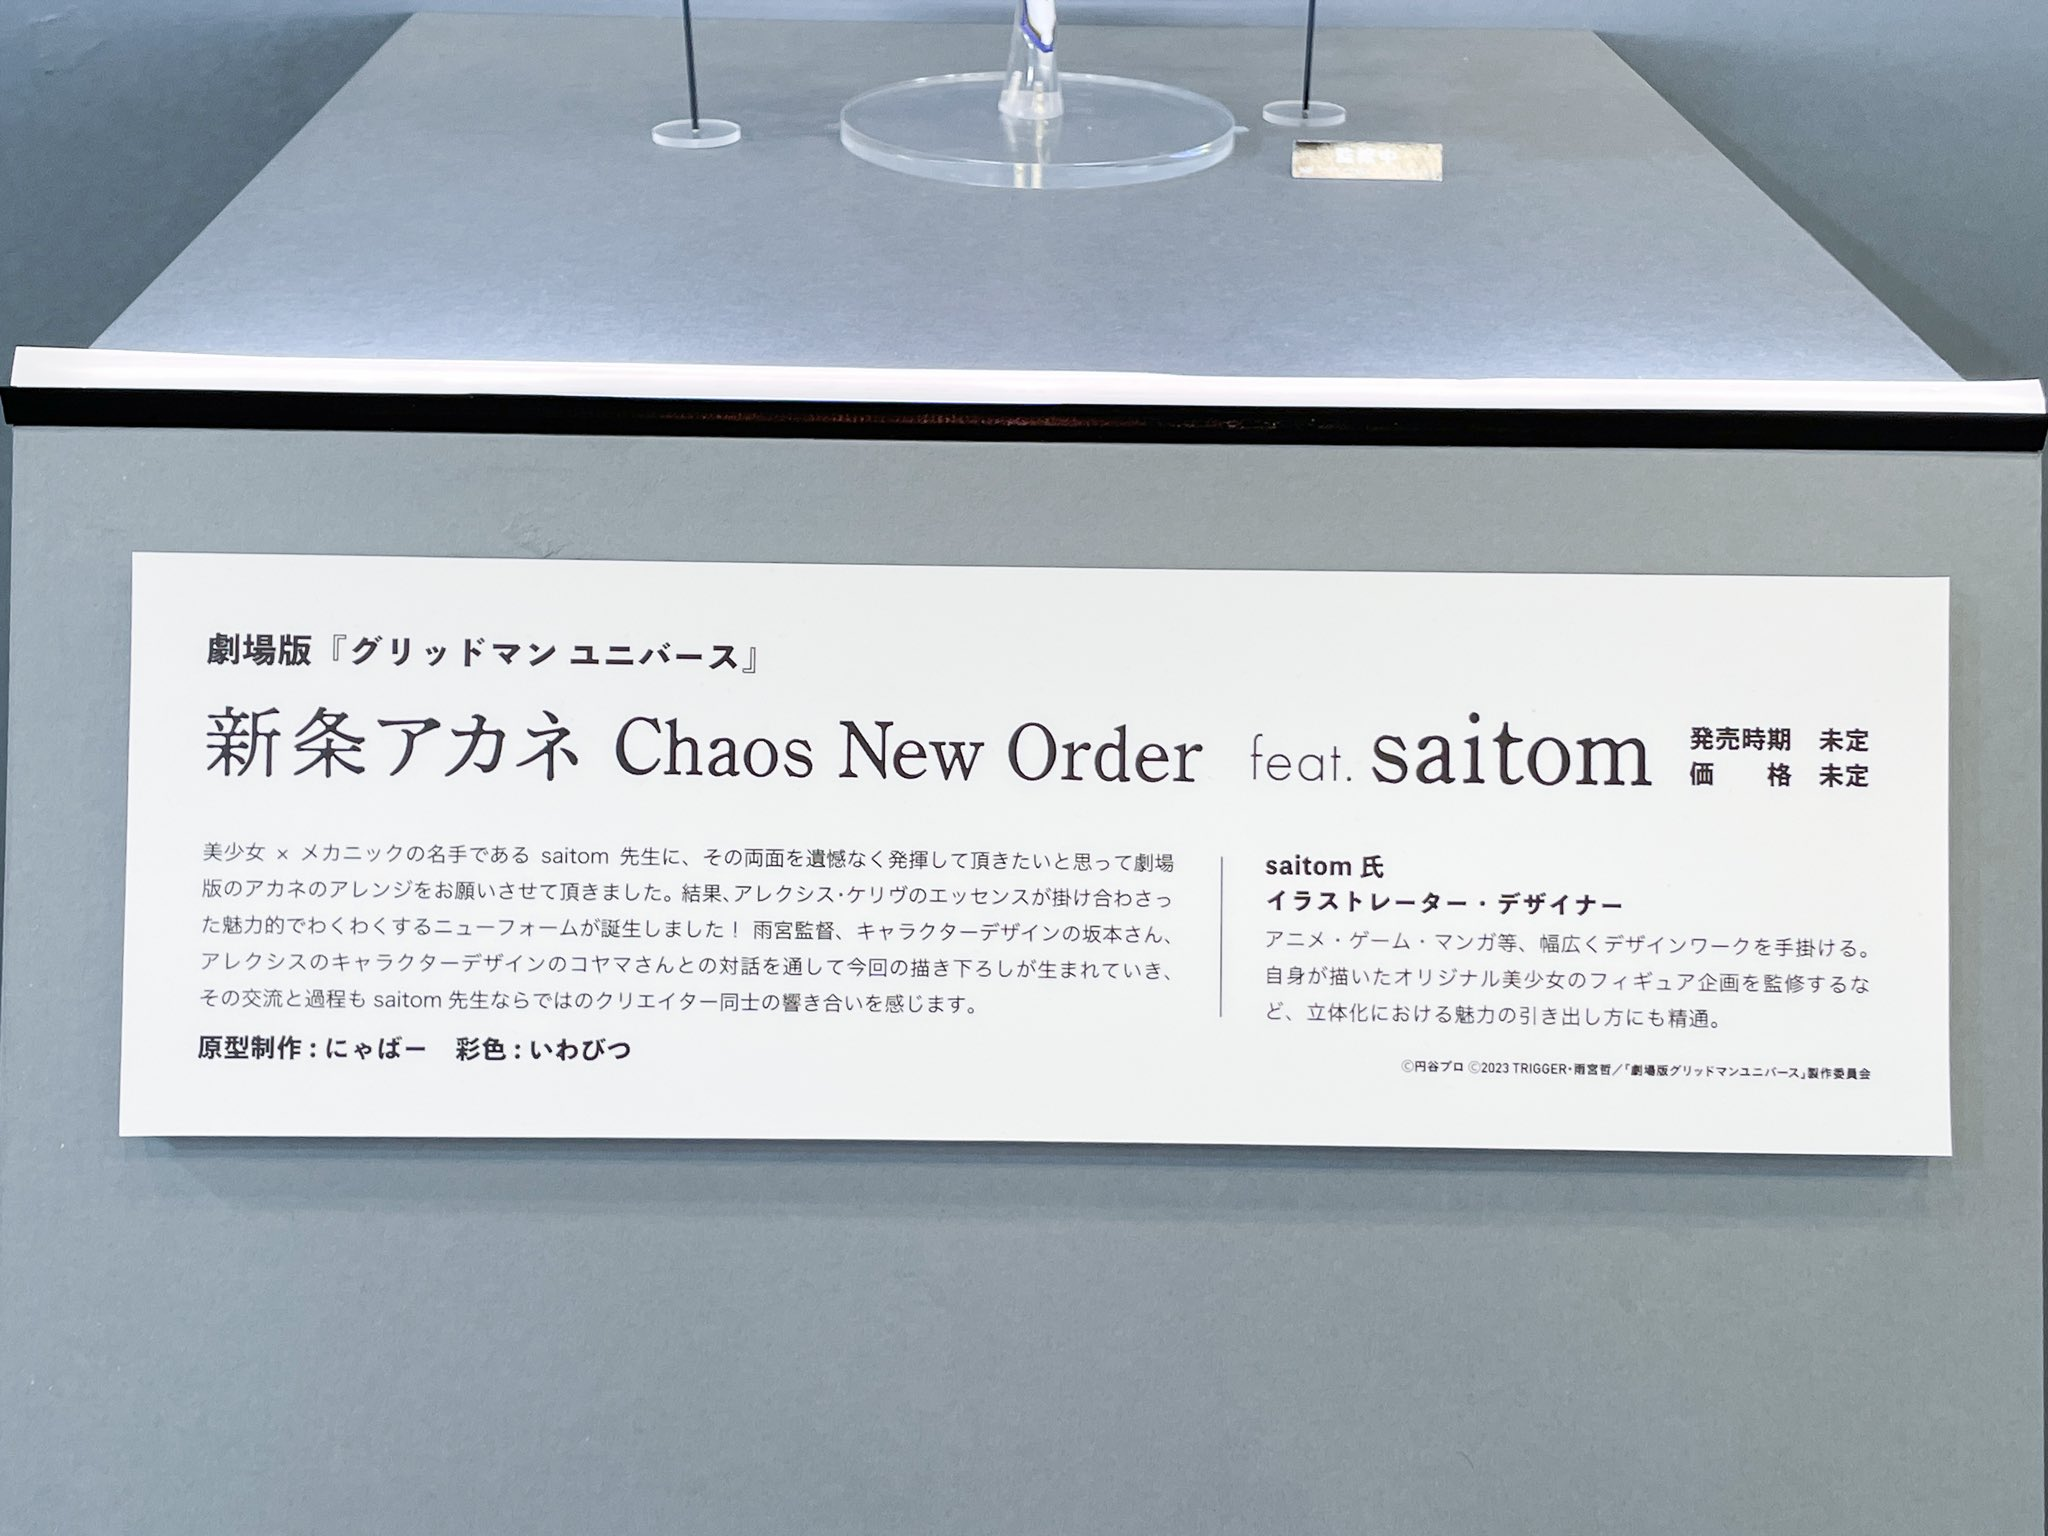 劇場版『グリッドマン ユニバース』
新条アカネ Chaos New Order feat. saitom
発売時期 未定
価格 未定
美少女 × メカニックの名手である saitom 先生に、その両面を遺憾なく発揮して頂きたいと思って劇場
版のアカネのアレンジをお願いさせて頂きました。結果、アレクシス・ケリヴのエッセンスが掛け合わさっ
た魅力的でわくわくするニューフォームが誕生しました! 雨宮監督、キャラクターデザインの坂本さん、
アレクシスのキャラクターデザインのコヤマさんとの対話を通して今回の描き下ろしが生まれていき、
その交流と過程も saitom 先生ならではのクリエイター同士の響き合いを感じます。
原型制作:にゃばー 彩色:いわびつ
saitom 氏
イラストレーター・デザイナー
アニメ・ゲーム・マンガ等、幅広くデザインワークを手掛ける。
自身が描いたオリジナル美少女のフィギュア企画を監修するな
ど、立体化における魅力の引き出し方にも精通。
©円谷プロ ©2023 TRIGGER・雨宮哲/「劇場版グリッドマンユニバース」製作委員会